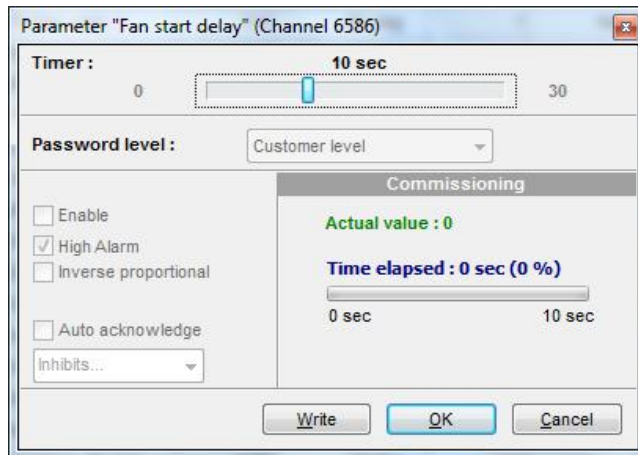 Parameter "Fan start delay" (Channel 6586)
Timer :
10 sec
0
30
Password level :
Customer level
Commissioning
Enable
High Alarm
Inverse proportional
Auto acknowledge
Inhibits...
Actual value : 0
Time elapsed : 0 sec (0 %)
0 sec
10 sec
Write
OK
Cancel